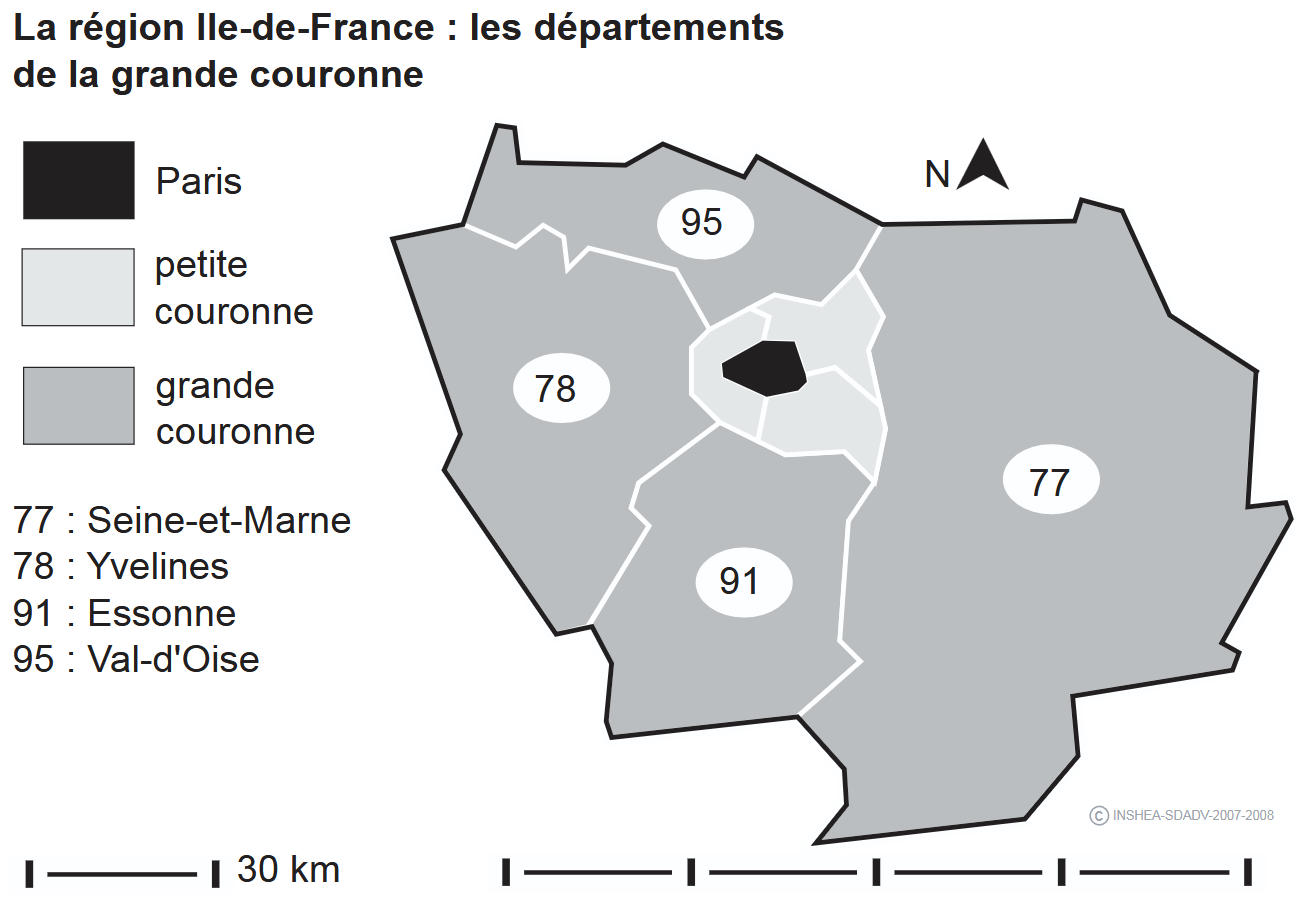 La région Ile-de-France : les départements
de la grande couronne
Paris
petite
couronne
grande
couronne
77 : Seine-et-Marne
78 : Yvelines
91 : Essonne
95 : Val-d'Oise
N
95
78
77
91
© INSHEA-SDADV-2007-2008
30 km